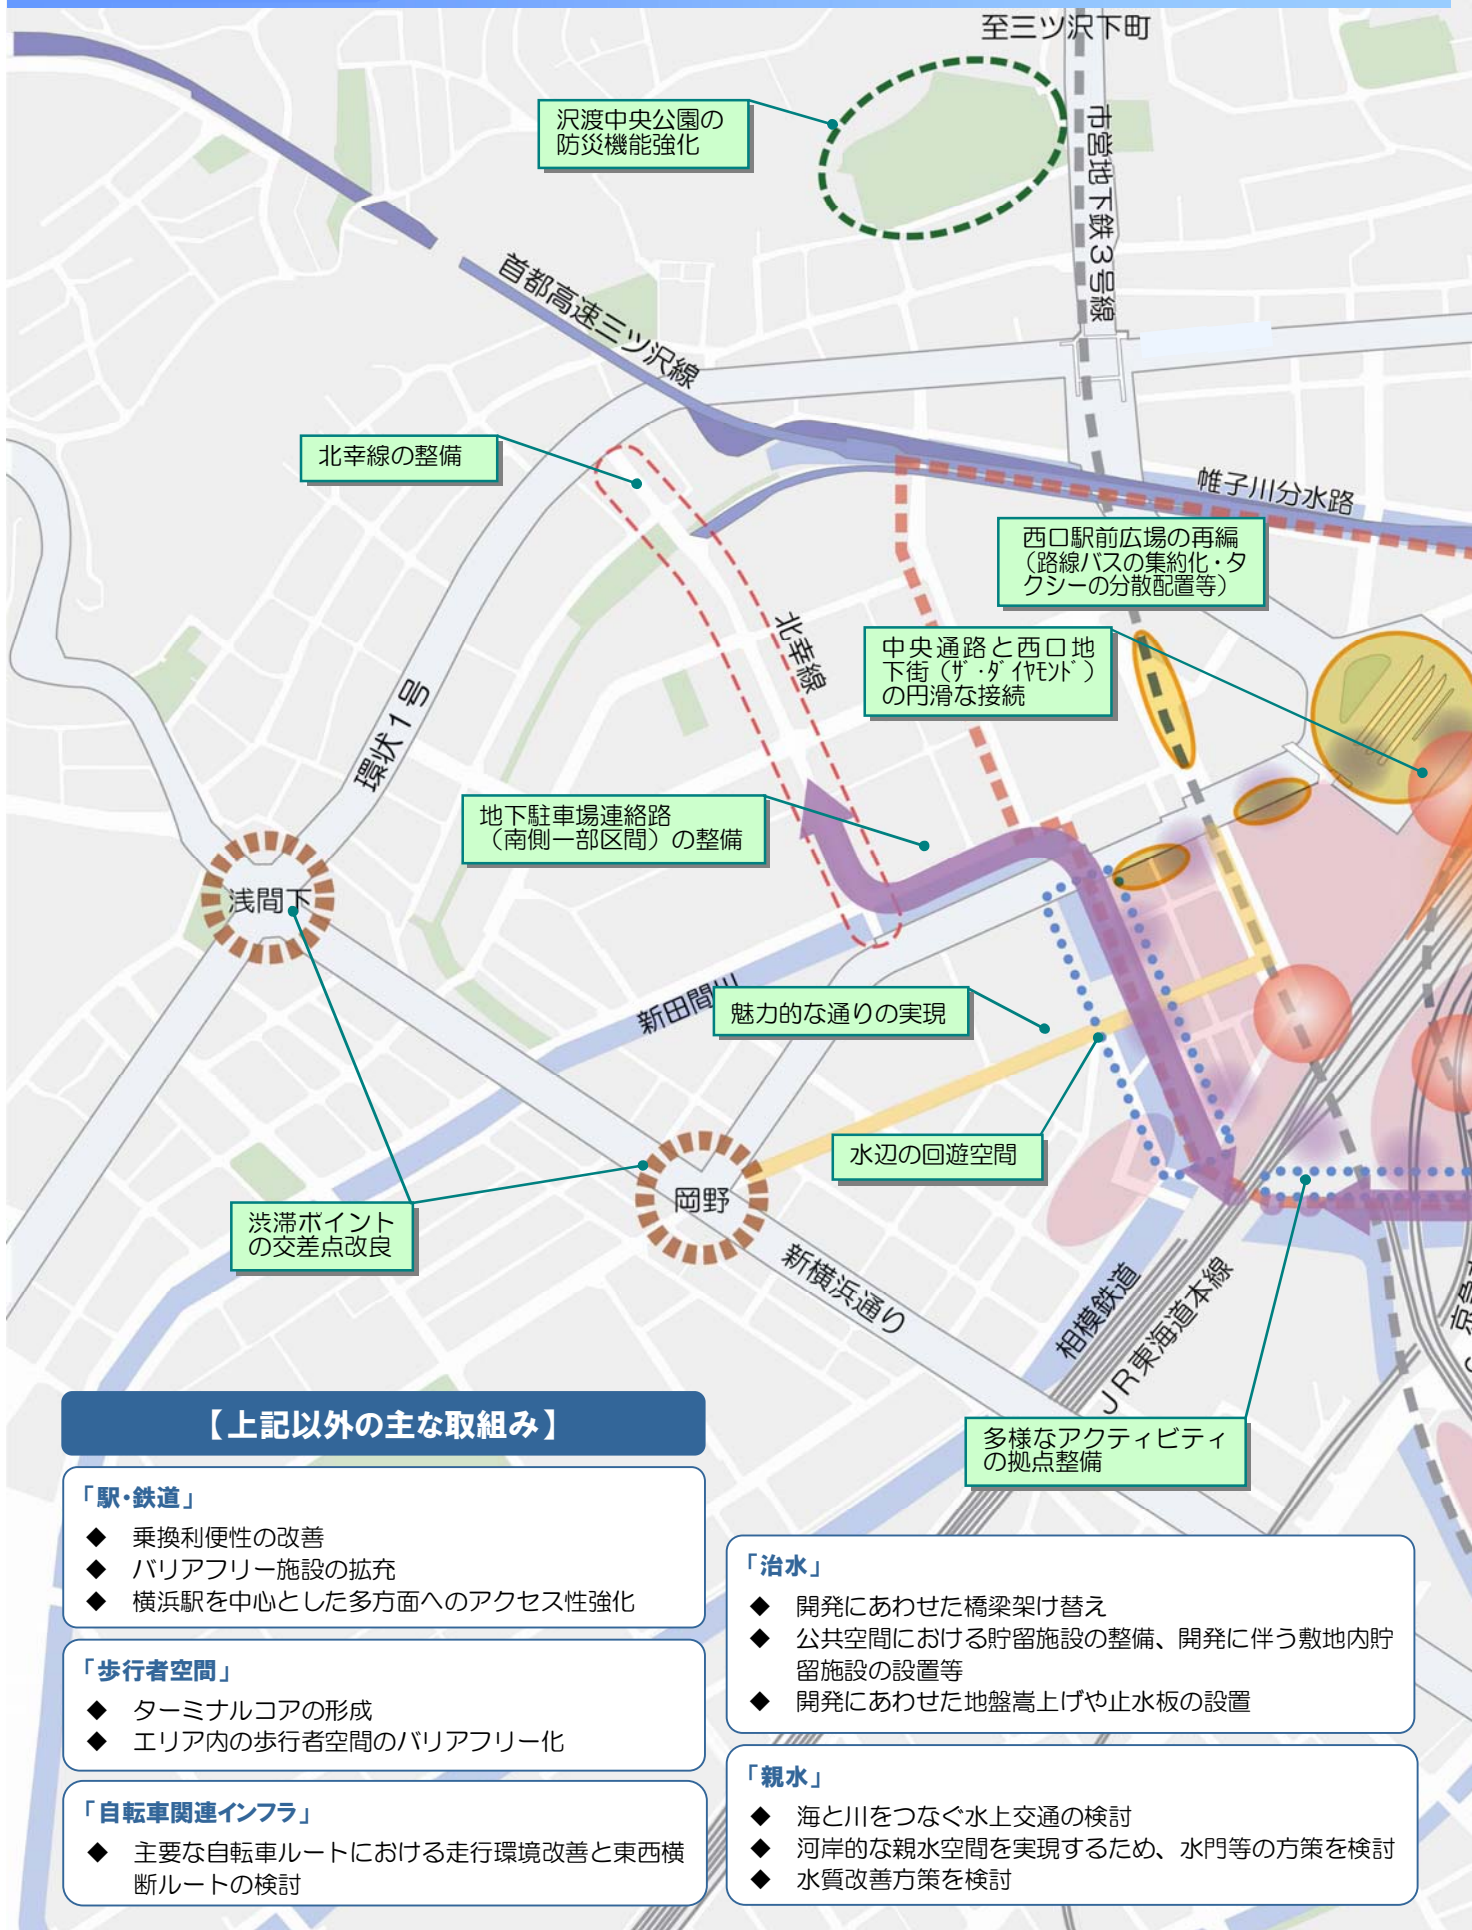 至三ツ沢下町
沢渡中央公園の
防災機能強化
市営地下鉄３号線
首都高速三ツ沢線
北幸線の整備
帷子川分水路
西口駅前広場の再編
（路線バスの集約化・タ
クシーの分散配置等）
北幸線
中央通路と西口地
下街（ザ・ダイヤモンド）
の円滑な接続
環状１号
地下駐車場連絡路
（南側一部区間）の整備
浅間下
新田間川
魅力的な通りの実現
水辺の回遊空間
岡野
渋滞ポイント
の交差点改良
新横浜通り
相模鉄道
ＪＲ東海道本線
京急
多様なアクティビティ
の拠点整備
【上記以外の主な取組み】
「駅・鉄道」
◆ 乗換利便性の改善
◆ バリアフリー施設の拡充
◆ 横浜駅を中心とした多方面へのアクセス性強化
「歩行者空間」
◆ ターミナルコアの形成
◆ エリア内の歩行者空間のバリアフリー化
「自転車関連インフラ」
◆ 主要な自転車ルートにおける走行環境改善と東西横
断ルートの検討
「治水」
◆ 開発にあわせた橋梁架け替え
◆ 公共空間における貯留施設の整備、開発に伴う敷地内貯
留施設の設置等
◆ 開発にあわせた地盤嵩上げや止水板の設置
「親水」
◆ 海と川をつなぐ水上交通の検討
◆ 河岸的な親水空間を実現するため、水門等の方策を検討
◆ 水質改善方策を検討